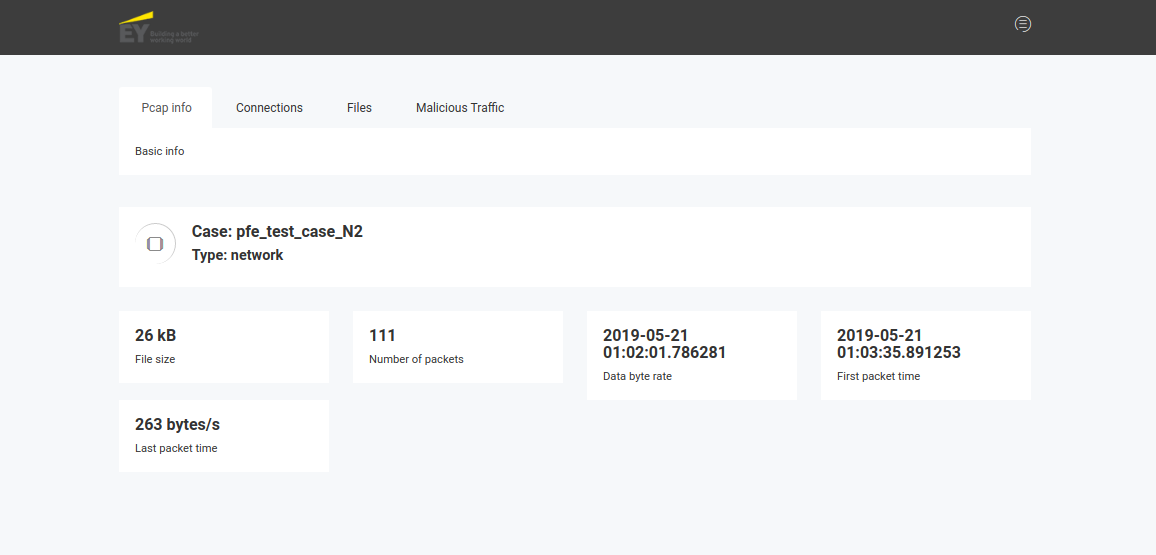 EY Building a better
working world
Pcap info
Connections
Files
Malicious Traffic
Basic info
Case: pfe_test_case_N2
Type: network
26 kB
File size
111
Number of packets
2019-05-21
01:02:01.786281
Data byte rate
2019-05-21
01:03:35.891253
First packet time
263 bytes/s
Last packet time